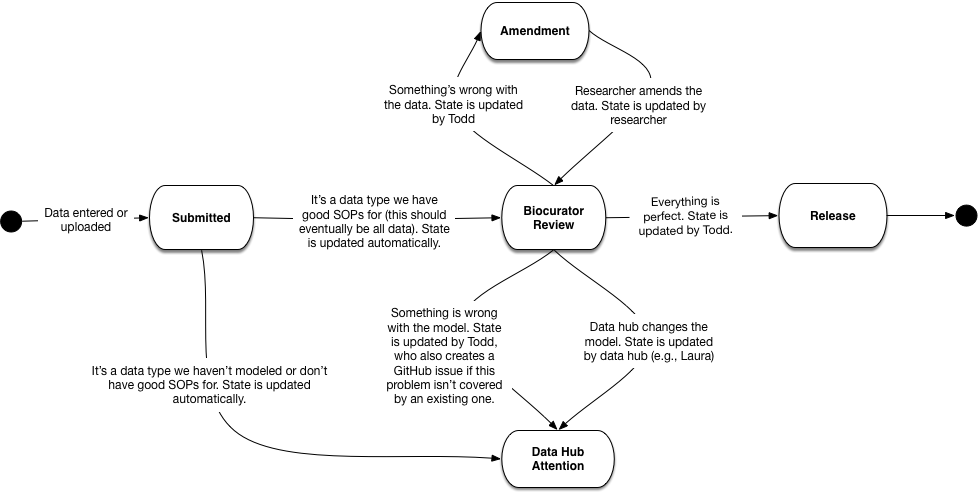 Amendment
Something's wrong with
the data. State is updated
by Todd
Researcher amends the
data. State is updated by
researcher
Data entered or
uploaded
Submitted
It's a data type we have
good SOPs for (this should
eventually be all data). State
is updated automatically.
Biocurator
Review
Everything is
perfect. State is
updated by Todd.
Release
Something is wrong
with the model. State
is updated by Todd,
who also creates a
GitHub issue if this
problem isn't covered
by an existing one.
Data hub changes the
model. State is updated
by data hub (e.g., Laura)
It's a data type we haven't modeled or don't
have good SOPs for. State is updated
automatically.
Data Hub
Attention